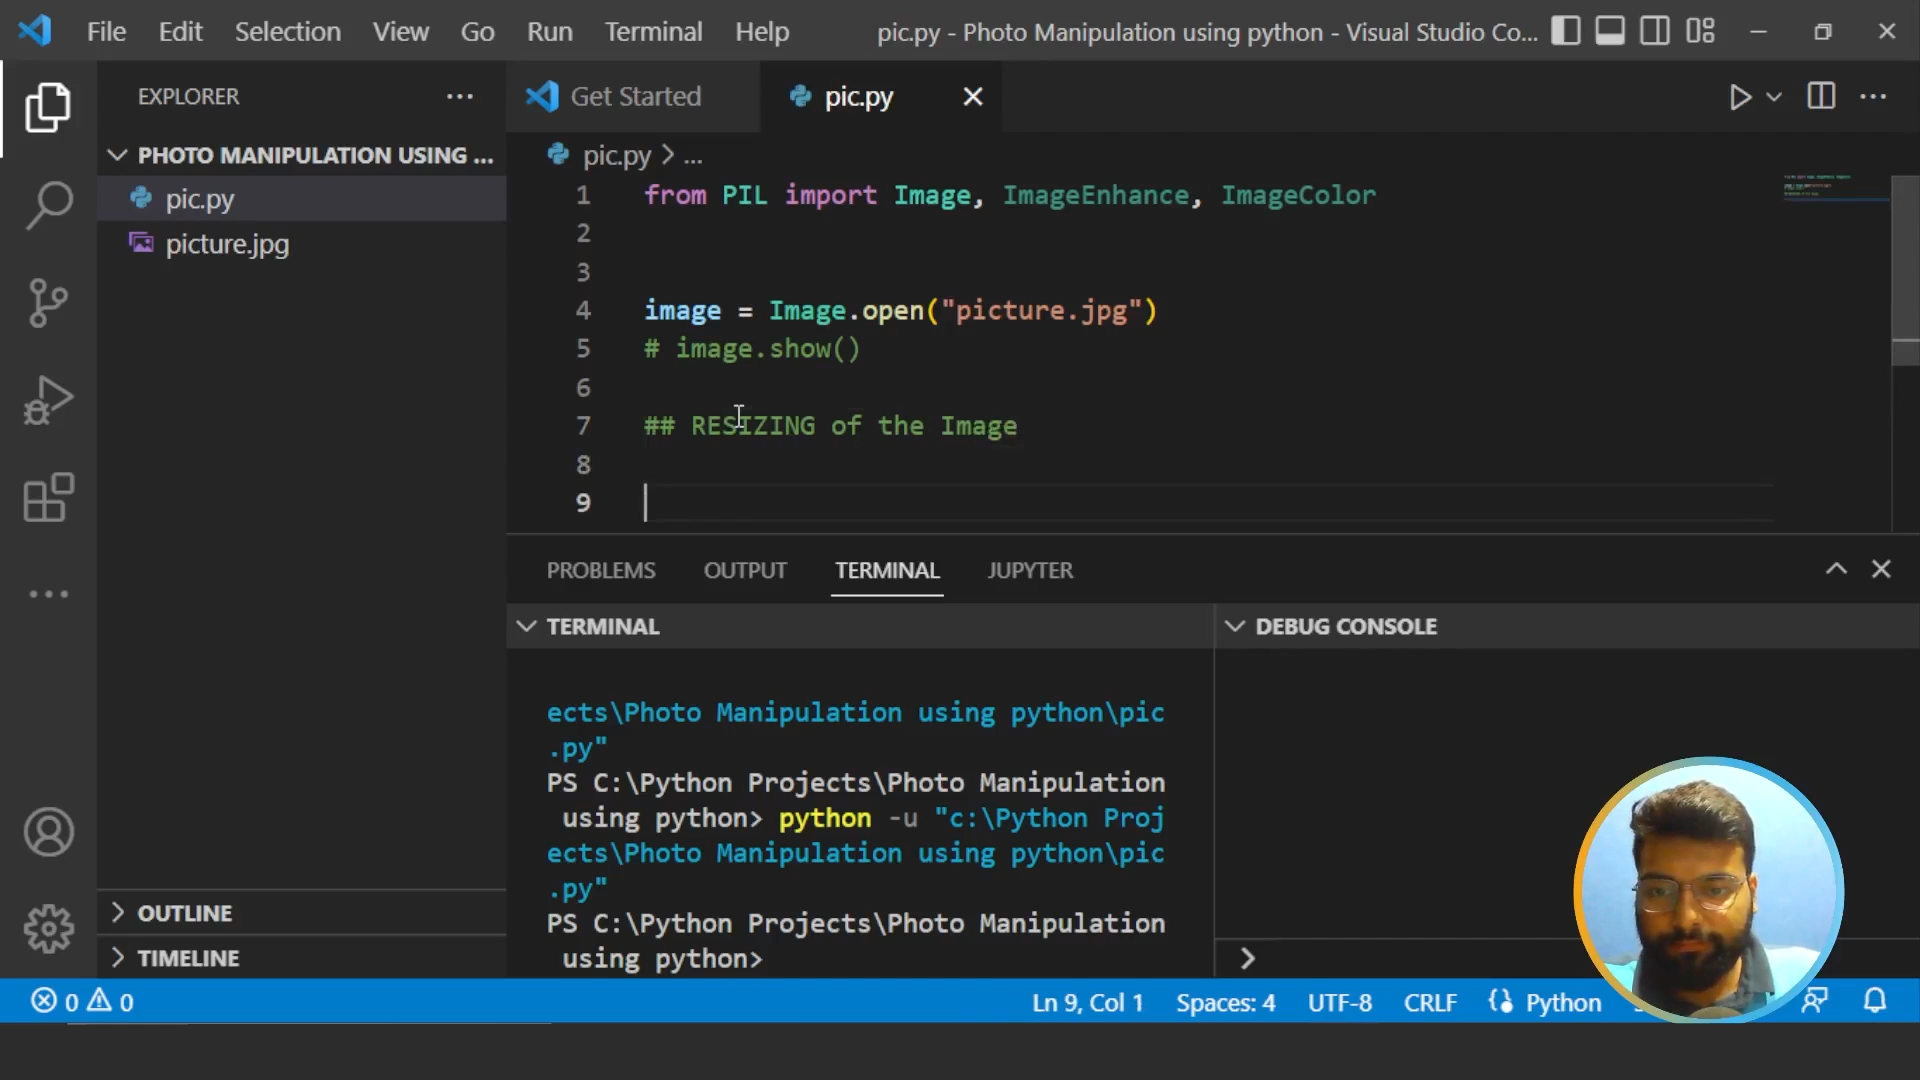 File Edit Selection View Go Run Terminal Help pic.py - Photo Manipulation using python - Visual Studio Co...
EXPLORER
PHOTO MANIPULATION USING ...
pic.py
picture.jpg
OUTLINE
TIMELINE
Get Started pic.py
pic.py > ...
1 from PIL import Image, ImageEnhance, ImageColor
2
3
4 image = Image.open("picture.jpg")
5 # image.show()
6
7 ## RESIZING of the Image
8
9
PROBLEMS OUTPUT TERMINAL JUPYTER
TERMINAL
ects\Photo Manipulation using python\pic
.py"
PS C:\Python Projects\Photo Manipulation
using python> python -u "c:\Python Proj
ects\Photo Manipulation using python\pic
.py"
PS C:\Python Projects\Photo Manipulation
using python>
DEBUG CONSOLE
>
0 0 Ln 9, Col 1 Spaces: 4 UTF-8 CRLF Python